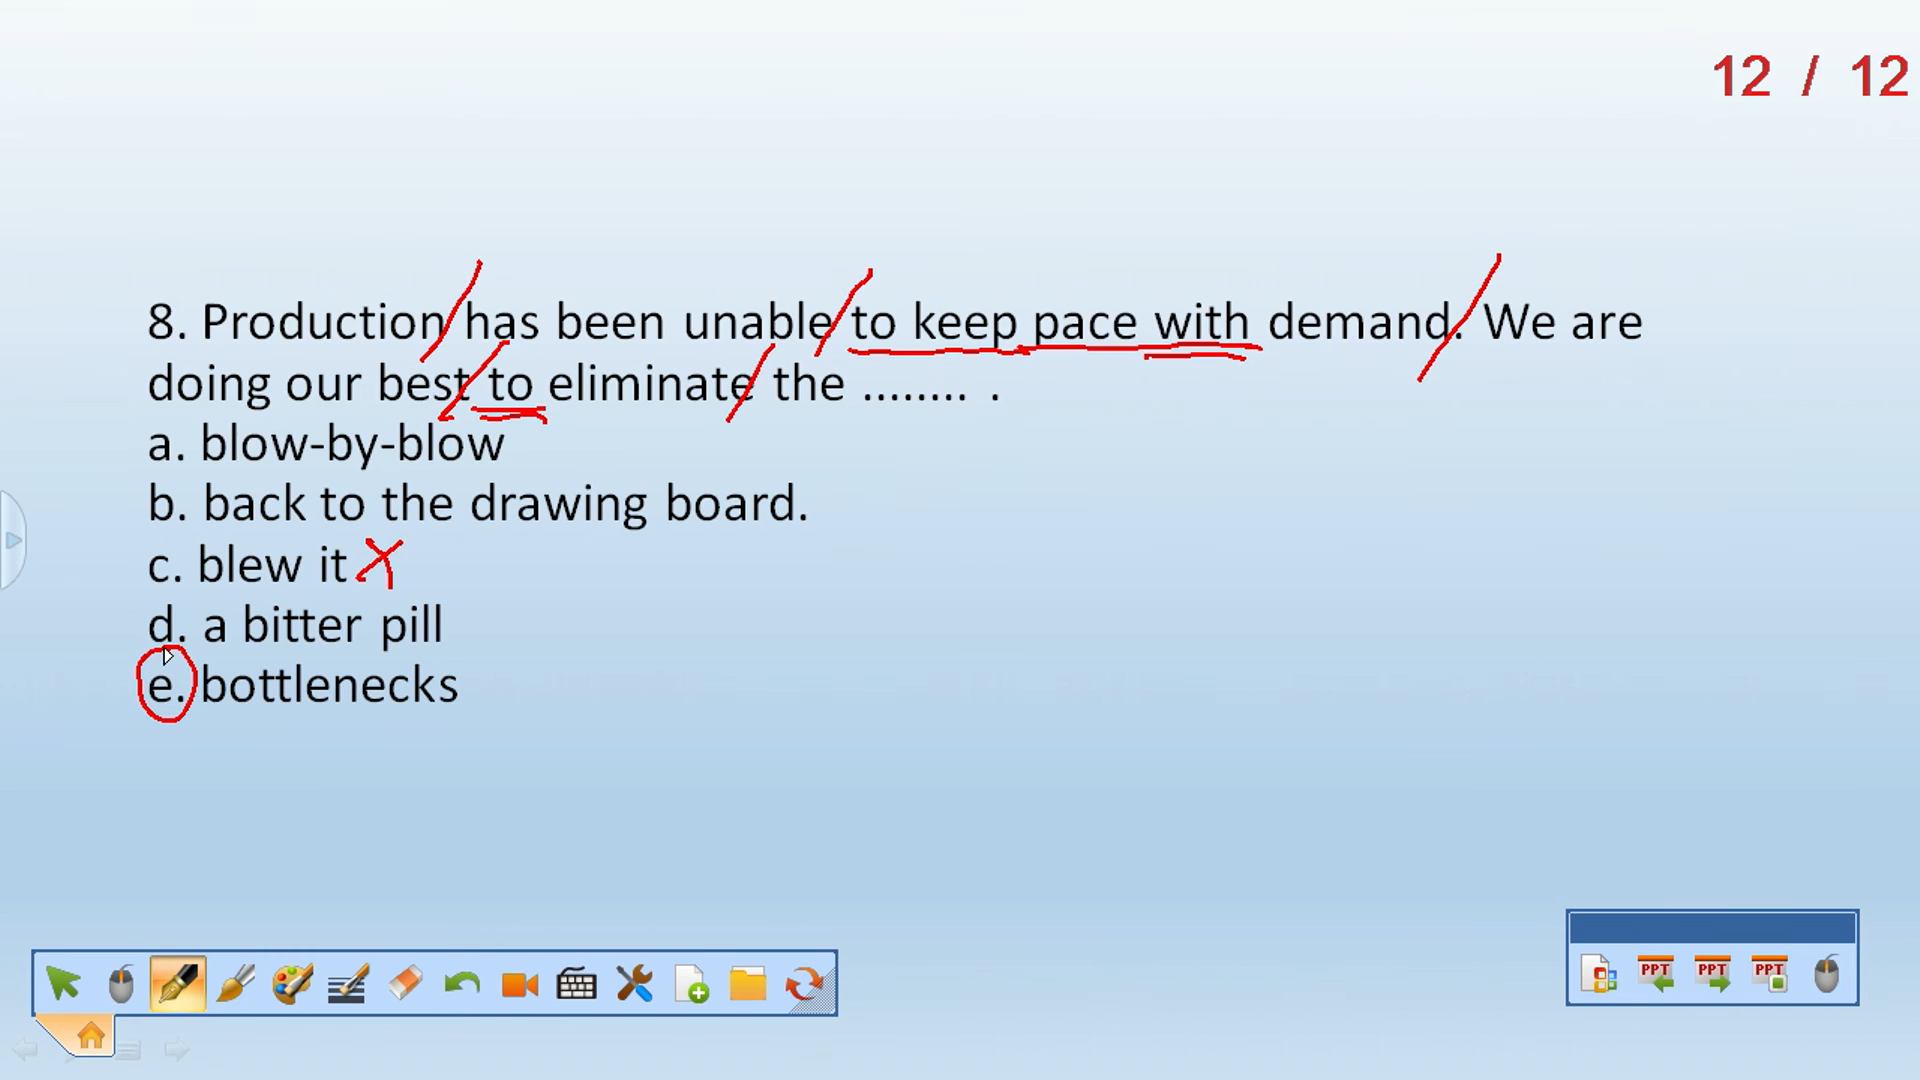 12 / 12
8. Production has been unable to keep pace with demand. We are
doing our best to eliminate the ........ .
a. blow-by-blow
b. back to the drawing board.
c. blew it
d. a bitter pill
e. bottlenecks
PPT PPT PPT